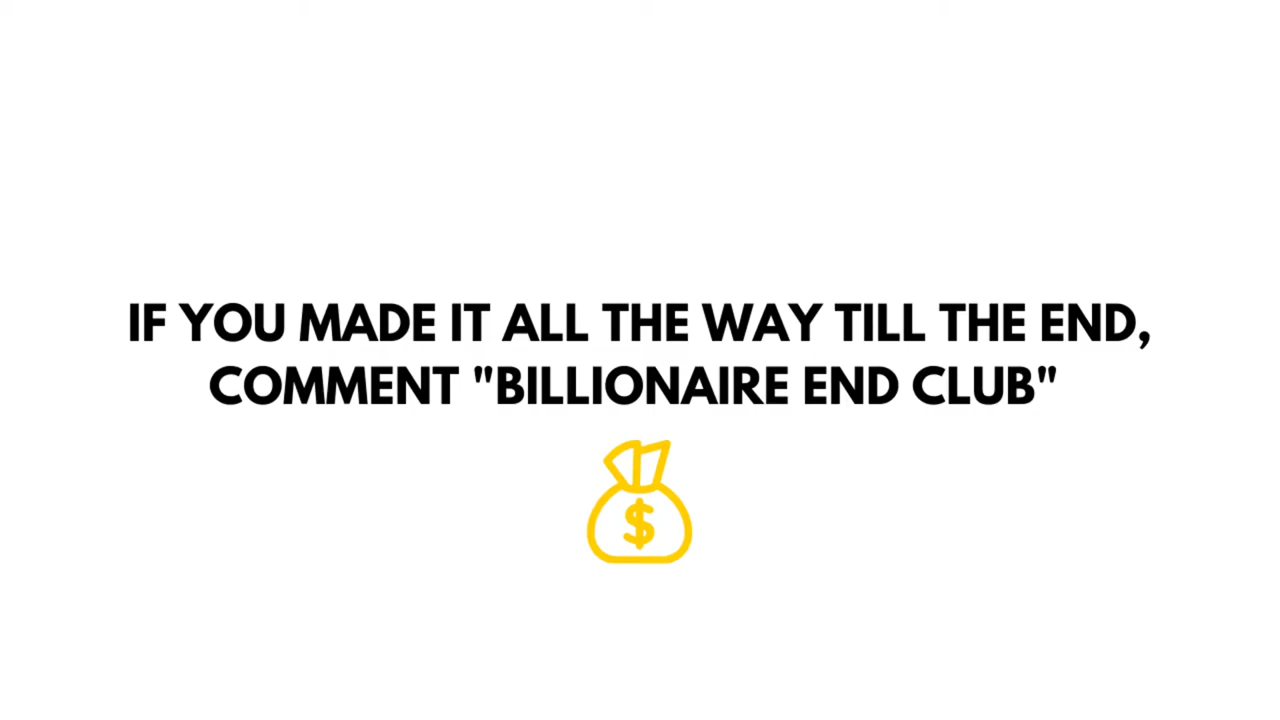 IF YOU MADE IT ALL THE WAY TILL THE END,
COMMENT "BILLIONAIRE END CLUB"
$